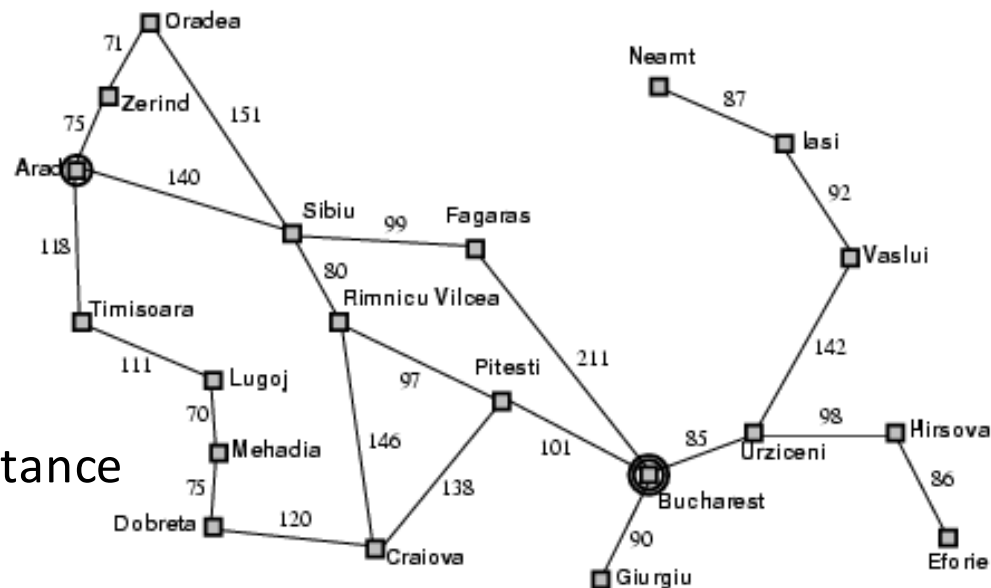 Oradea
71
Neamt
Zerind
87
75
151
Iasi
Arad
140
92
Sibiu
99
Fagaras
118
80
Vaslui
Timisoara
Rimnicu Vilcea
111
Lugoj
97
Pitesti
211
142
70
98
Hirsova
Mehadia
146
101
85
Urziceni
tance
75
138
86
Bucharest
Dobreta
120
90
Craiova
Eforie
Giurgiu